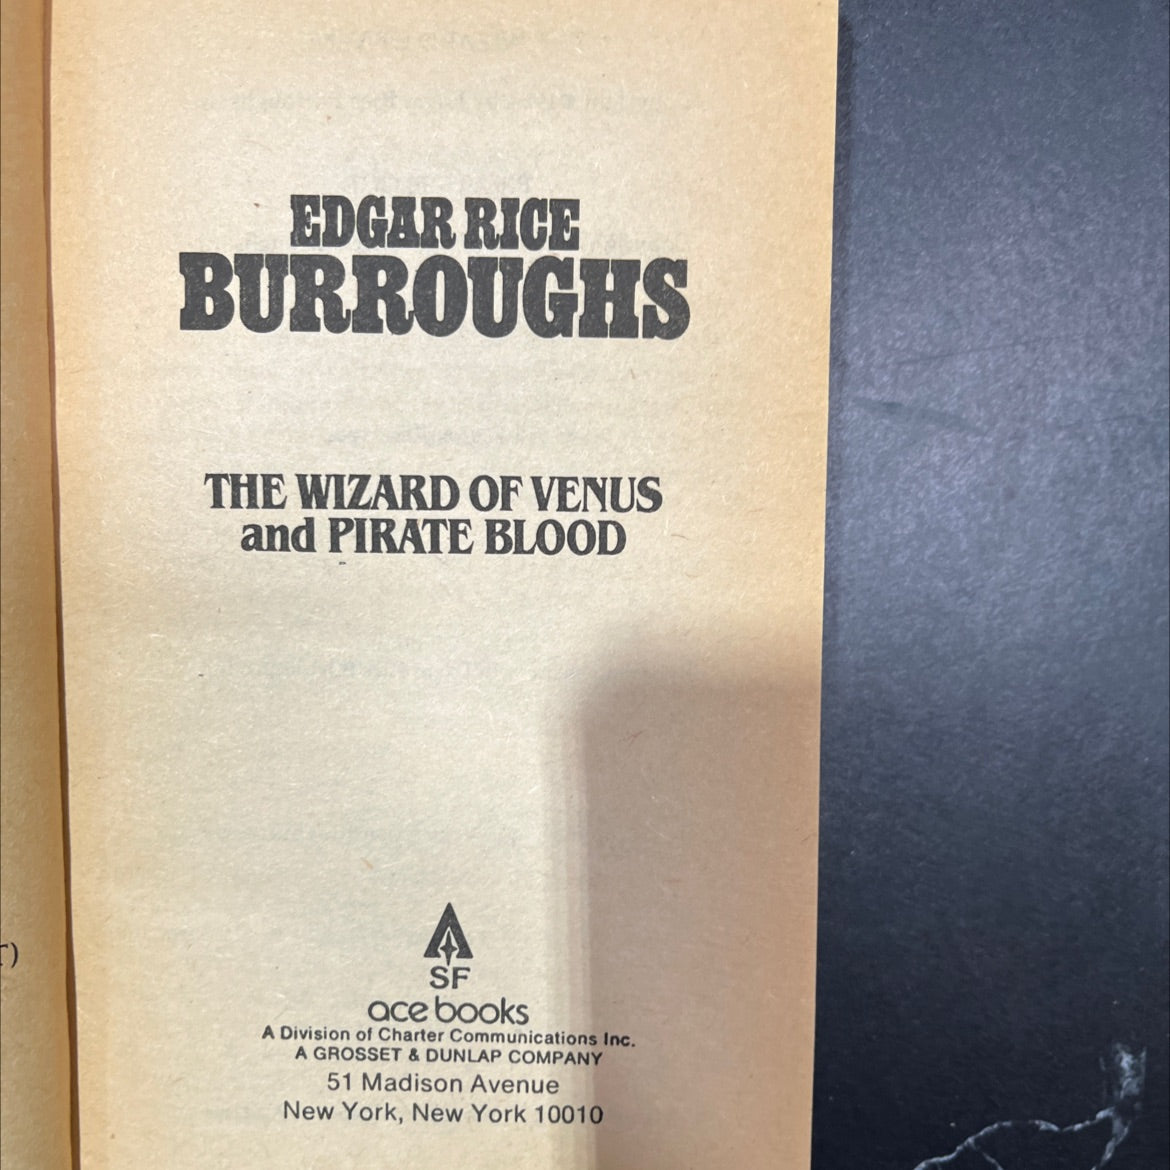 EDGAR RICE
BURROUGHS
THE WIZARD OF VENUS
and PIRATE BLOOD
SF
ace books
A Division of Charter Communications Inc.
A GROSSET & DUNLAP COMPANY
51 Madison Avenue
New York, New York 10010